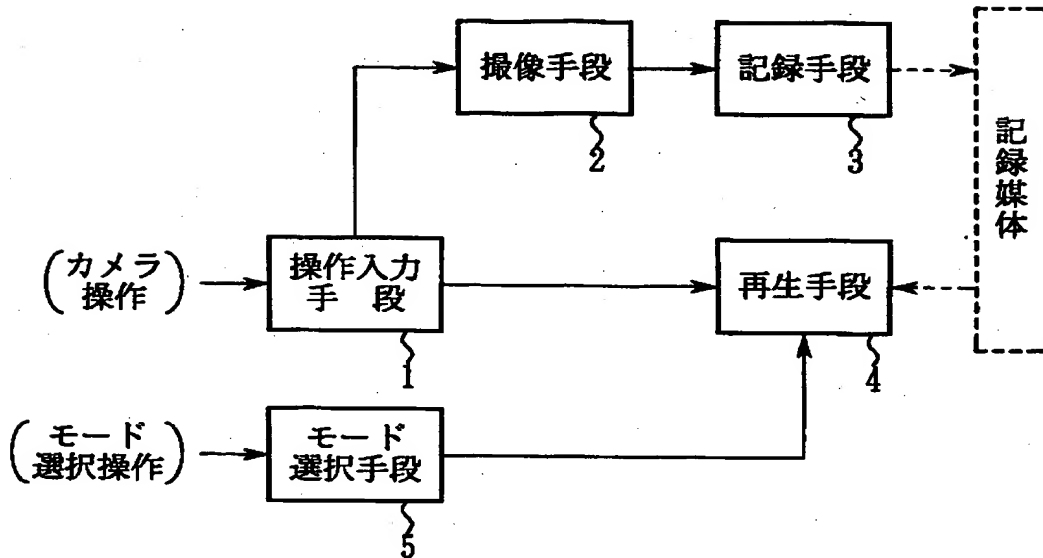 撮像手段
2
記録手段
3
記録媒体
(カメラ
操作)
操作入力
手 段
1
再生手段
4
(モード
選択操作)
モード
選択手段
5